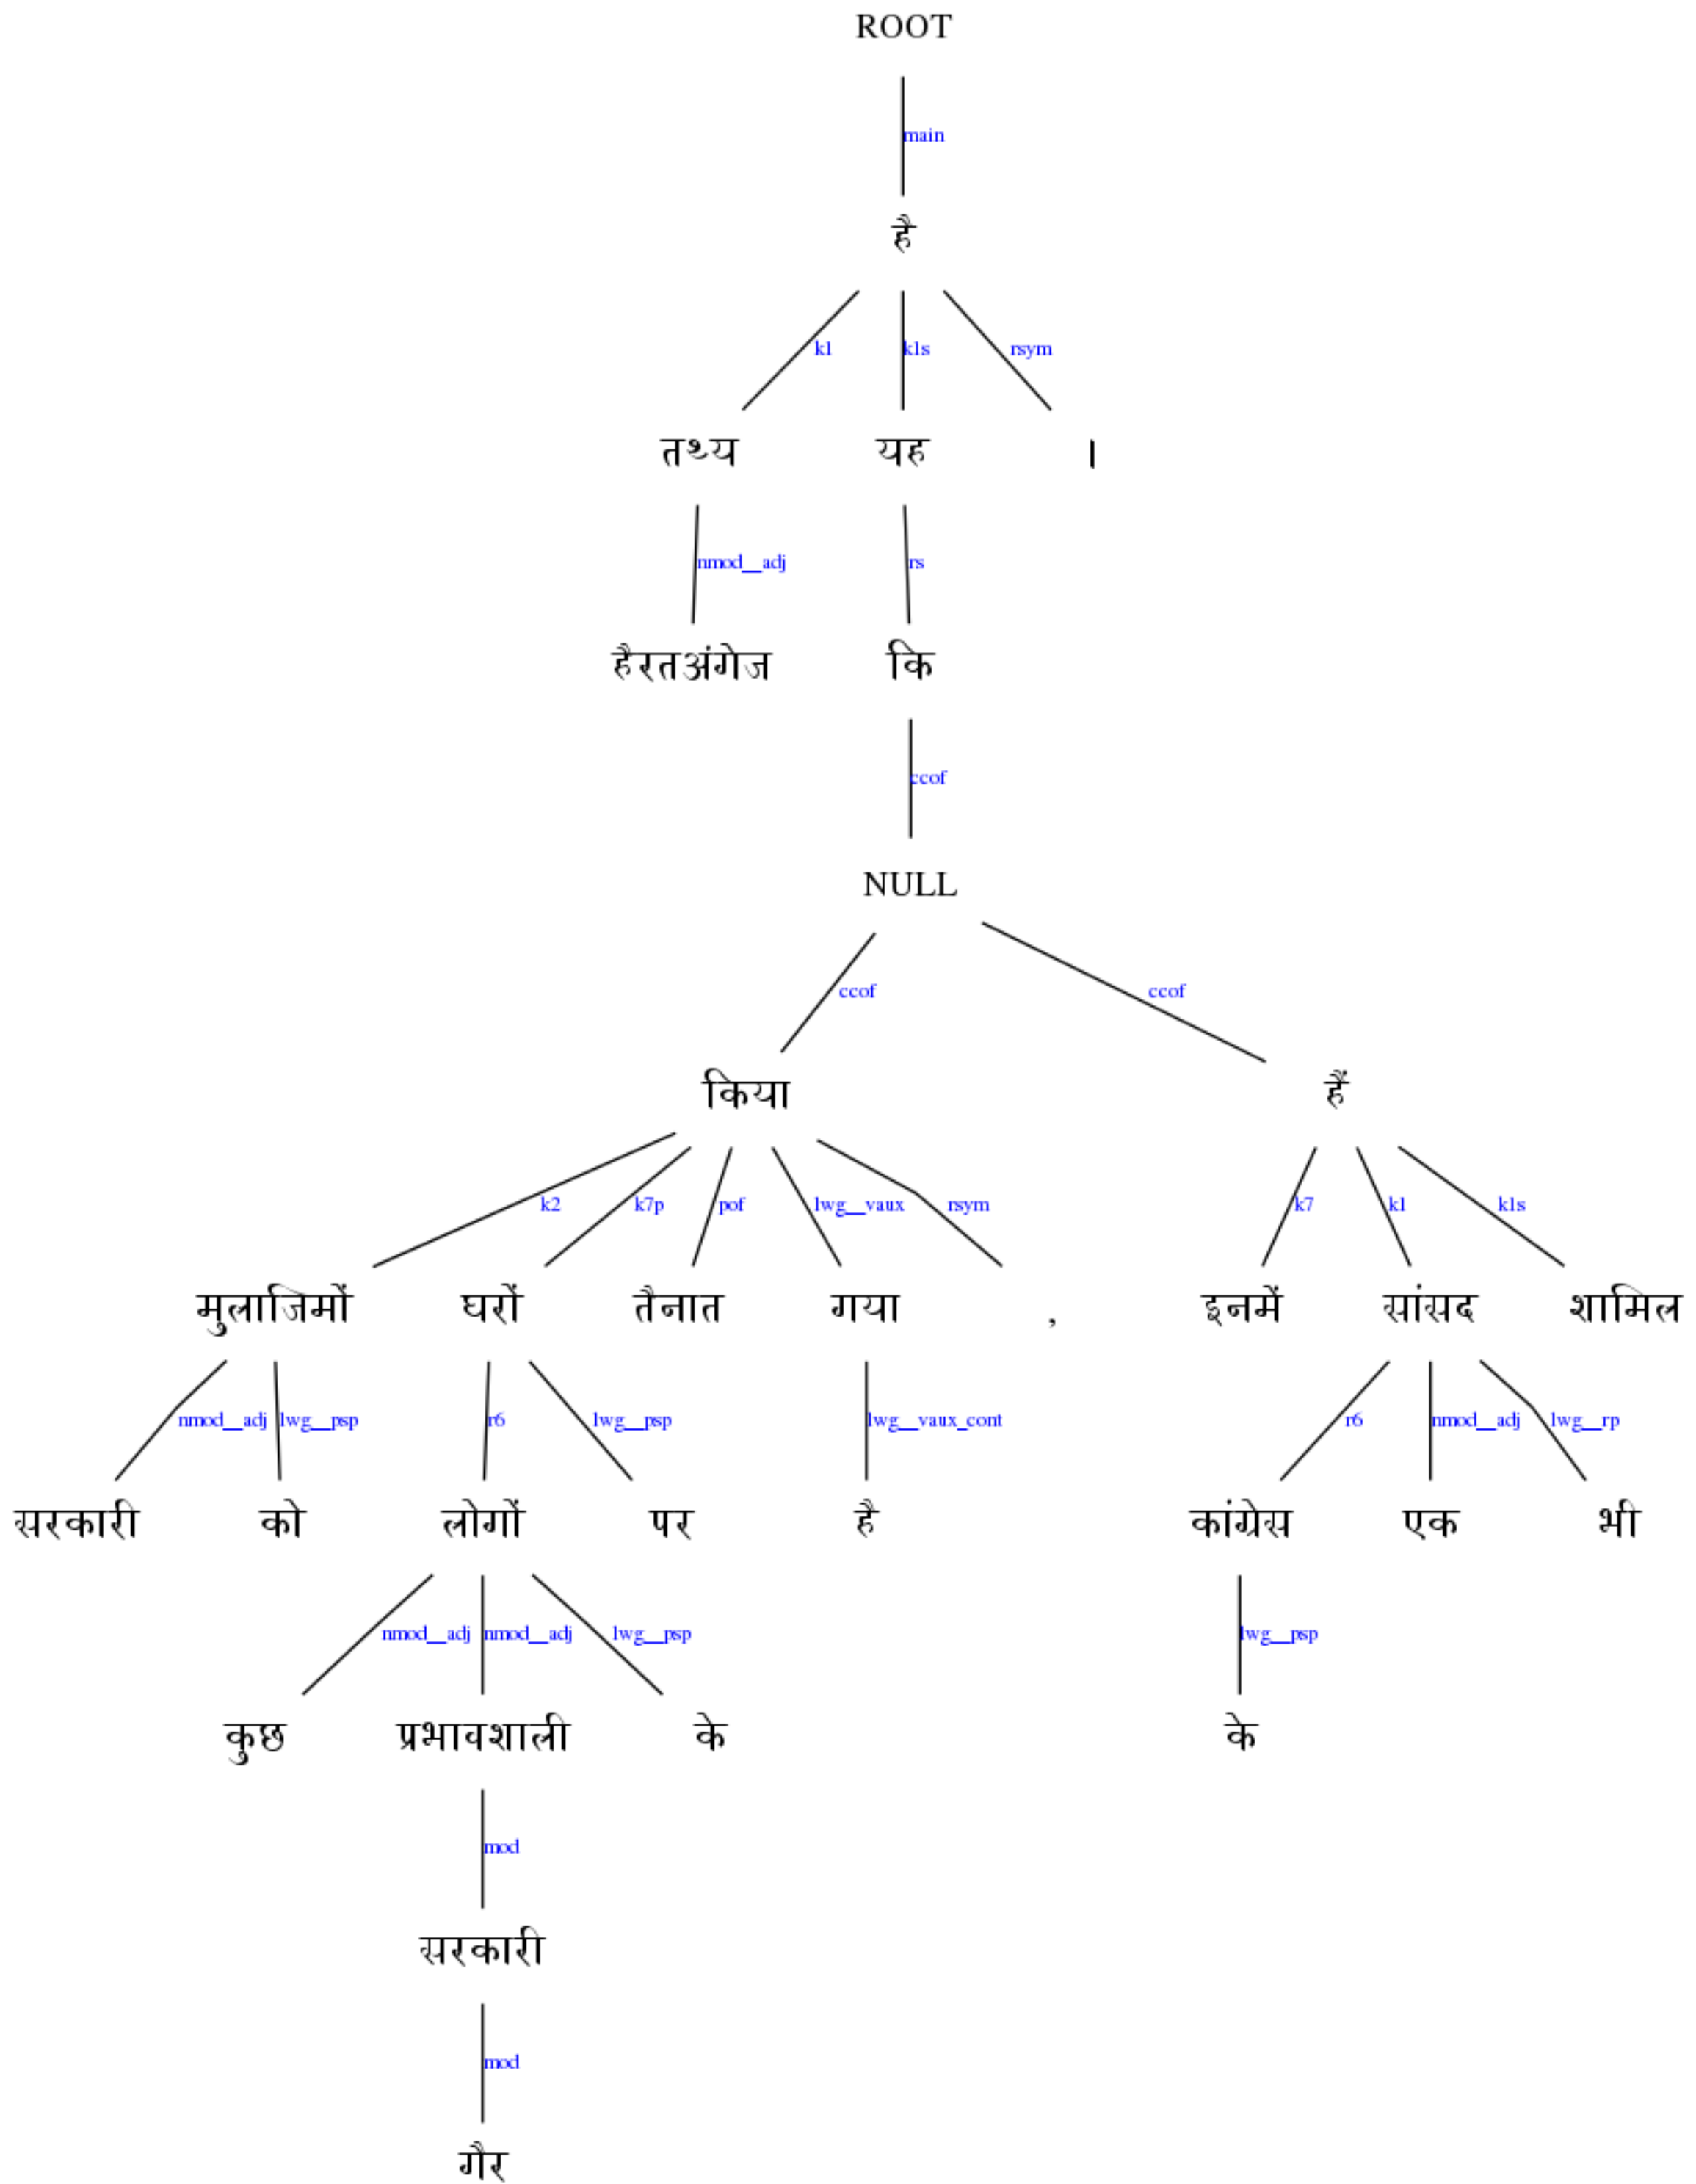 ROOT
main
है
k1 k1s rsym
तथ्य यह ।
nmod__adj rs
हैरतअंगेज कि
ccof
NULL
ccof ccof
किया हैं
k2 k7p pof lwg__vaux rsym k7 k1 k1s
मुलाजिमों घरों तैनात गया , इनमें सांसद शामिल
nmod__adj lwg__psp r6 lwg__psp lwg__vaux_cont r6 nmod__adj lwg__rp
सरकारी को लोगों पर है कांग्रेस एक भी
nmod__adj nmod__adj lwg__psp lwg__psp
कुछ प्रभावशाली के के
mod
सरकारी
mod
गैर